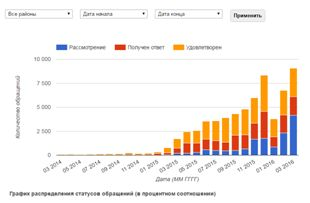 Все районы
Дата начала
Дата конца
Применить
Рассмотрение
Получен ответ
Удовлетворен
Количество обращений
10 000
7 500
5 000
2 500
0
03.2014
05.2014
07.2014
09.2014
11.2014
01.2015
03.2015
05.2015
07.2015
09.2015
11.2015
01.2016
03.2016
Дата (ММ.ГГГГ)
График распределения статусов обращений (в процентном соотношении)